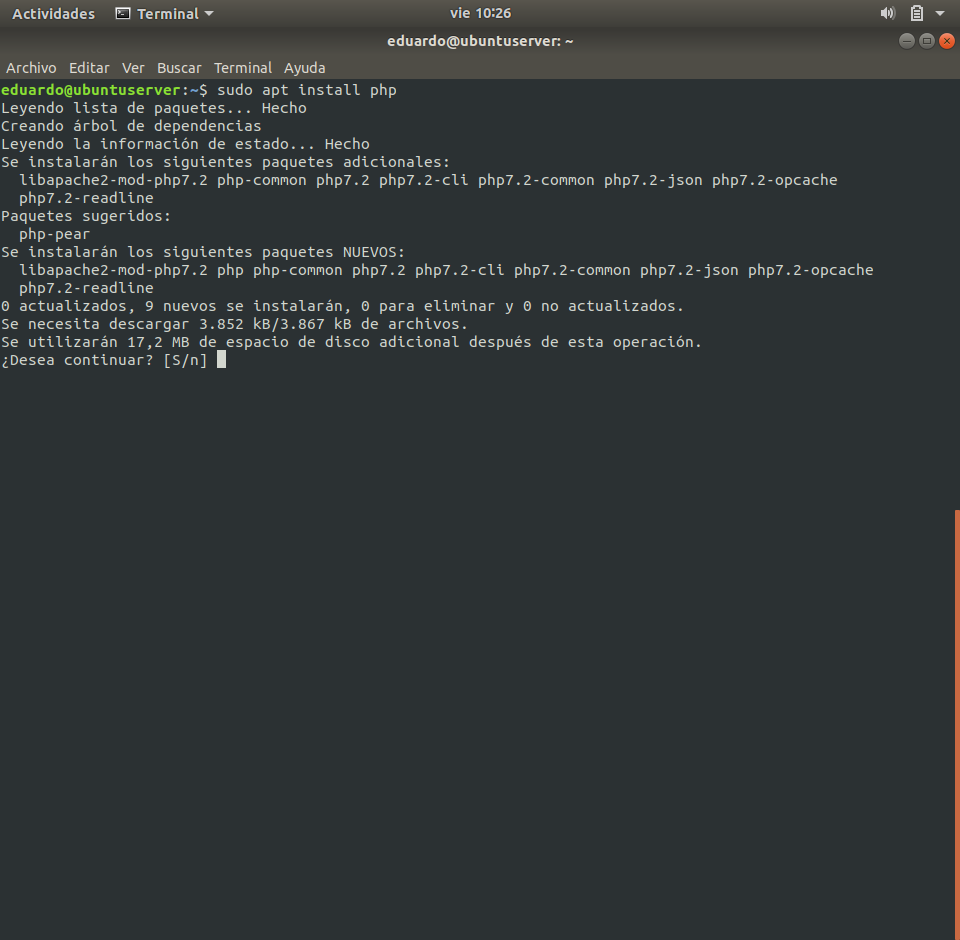 Actividades Terminal vie 10:26
eduardo@ubuntuserver: ~
Archivo Editar Ver Buscar Terminal Ayuda
eduardo@ubuntuserver:~$ sudo apt install php
Leyendo lista de paquetes... Hecho
Creando árbol de dependencias
Leyendo la información de estado... Hecho
Se instalarán los siguientes paquetes adicionales:
  libapache2-mod-php7.2 php-common php7.2 php7.2-cli php7.2-common php7.2-json php7.2-opcache
  php7.2-readline
Paquetes sugeridos:
  php-pear
Se instalarán los siguientes paquetes NUEVOS:
  libapache2-mod-php7.2 php php-common php7.2 php7.2-cli php7.2-common php7.2-json php7.2-opcache
  php7.2-readline
0 actualizados, 9 nuevos se instalarán, 0 para eliminar y 0 no actualizados.
Se necesita descargar 3.852 kB/3.867 kB de archivos.
Se utilizarán 17,2 MB de espacio de disco adicional después de esta operación.
¿Desea continuar? [S/n]